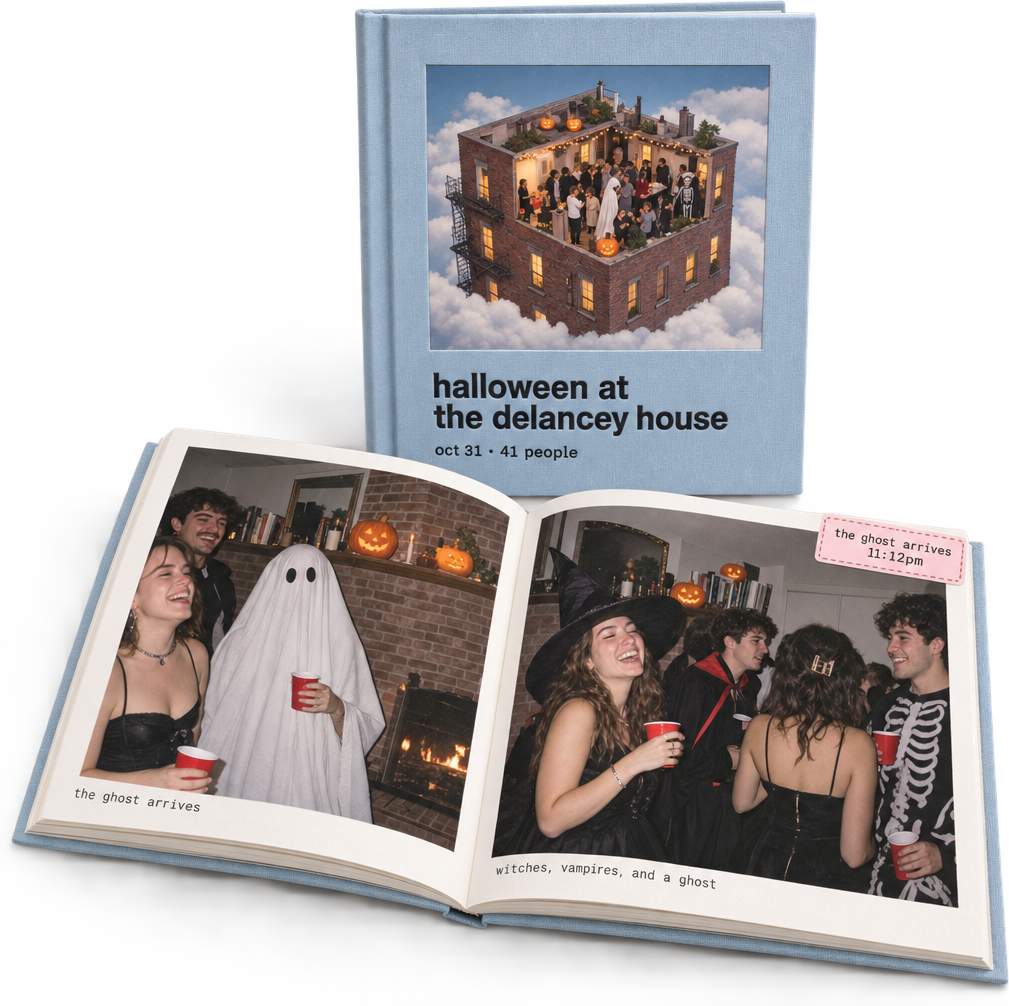 halloween at
the delancey house
oct 31 • 41 people
the ghost arrives
11:12pm
the ghost arrives
witches, vampires, and a ghost